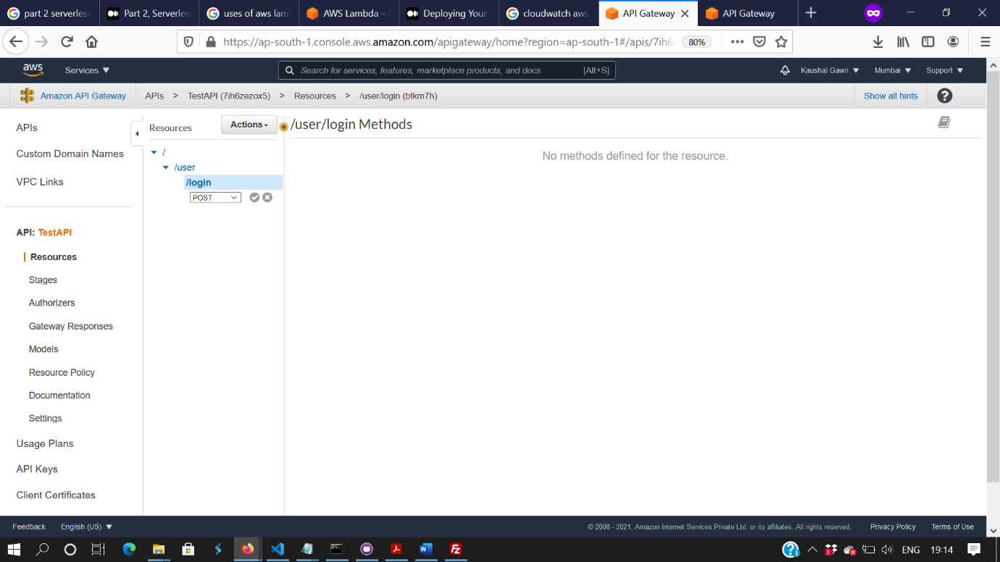 part 2 serverless
Part 2, Serverless
uses of aws lam
AWS Lambda –
Deploying Your
cloudwatch aws
API Gateway
API Gateway
https://ap-south-1.console.aws.amazon.com/apigateway/home?region=ap-south-1#/apis/7ih6z
80%
aws
Services
Search for services, features, marketplace products, and docs
[Alt+S]
Kaushal Gawri
Mumbai
Support
Amazon API Gateway
APIs > TestAPI (7ih6zezox5) > Resources > /user/login (btkm7h)
Show all hints
?
APIs
Custom Domain Names
VPC Links
API: TestAPI
Resources
Stages
Authorizers
Gateway Responses
Models
Resource Policy
Documentation
Settings
Usage Plans
API Keys
Client Certificates
Resources
Actions
/
/user
/login
POST
/user/login Methods
No methods defined for the resource.
Feedback
English (US)
© 2008 - 2021, Amazon Internet Services Private Ltd. or its affiliates. All rights reserved.
Privacy Policy
Terms of Use
3
ENG
19:14